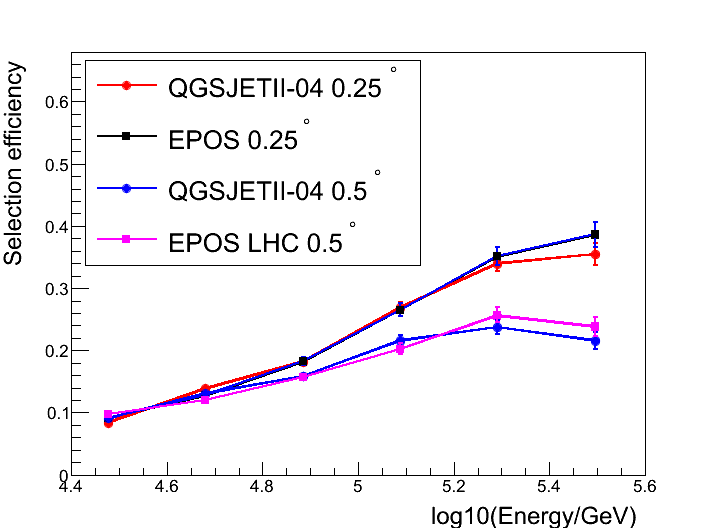 Selection efficiency
0.6
0.5
0.4
0.3
0.2
0.1
0
QGSJETII-04 0.25°
EPOS 0.25°
QGSJETII-04 0.5°
EPOS LHC 0.5°
4.4 4.6 4.8 5 5.2 5.4 5.6
log10(Energy/GeV)